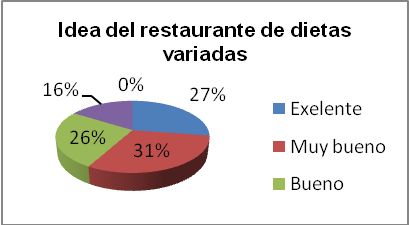 Idea del restaurante de dietas
variadas
16%
0%
27%
26%
31%
Exelente
Muy bueno
Bueno